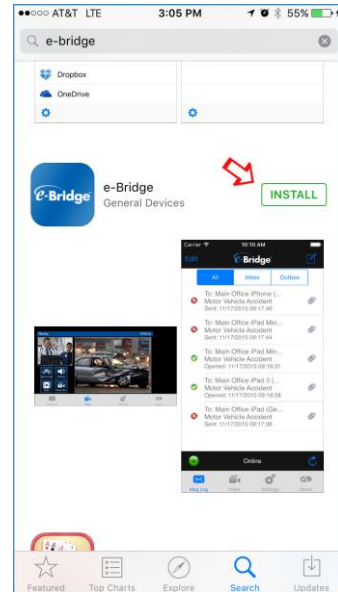 AT&T LTE 3:05 PM 55%
e-bridge
Dropbox
OneDrive
e-Bridge
e-Bridge
General Devices
INSTALL
Carrier 10:10 AM
Edit e-Bridge
All Inbox Outbox
To: Main Office iPhone (...
Motor Vehicle Accident
Sent: 11/17/2015 09:17:46
To: Main Office iPad Min...
Motor Vehicle Accident
Sent: 11/17/2015 09:17:44
To: Main Office iPad Min...
Motor Vehicle Accident
Opened: 11/17/2015 09:18:31
To: Main Office iPad 3 (...
Motor Vehicle Accident
Opened: 11/17/2015 09:18:58
To: Main Office iPad (Ge...
Motor Vehicle Accident
Sent: 11/17/2015 09:17:38
Online
Msg Log Video Settings
Featured Top Charts Explore Search Updates